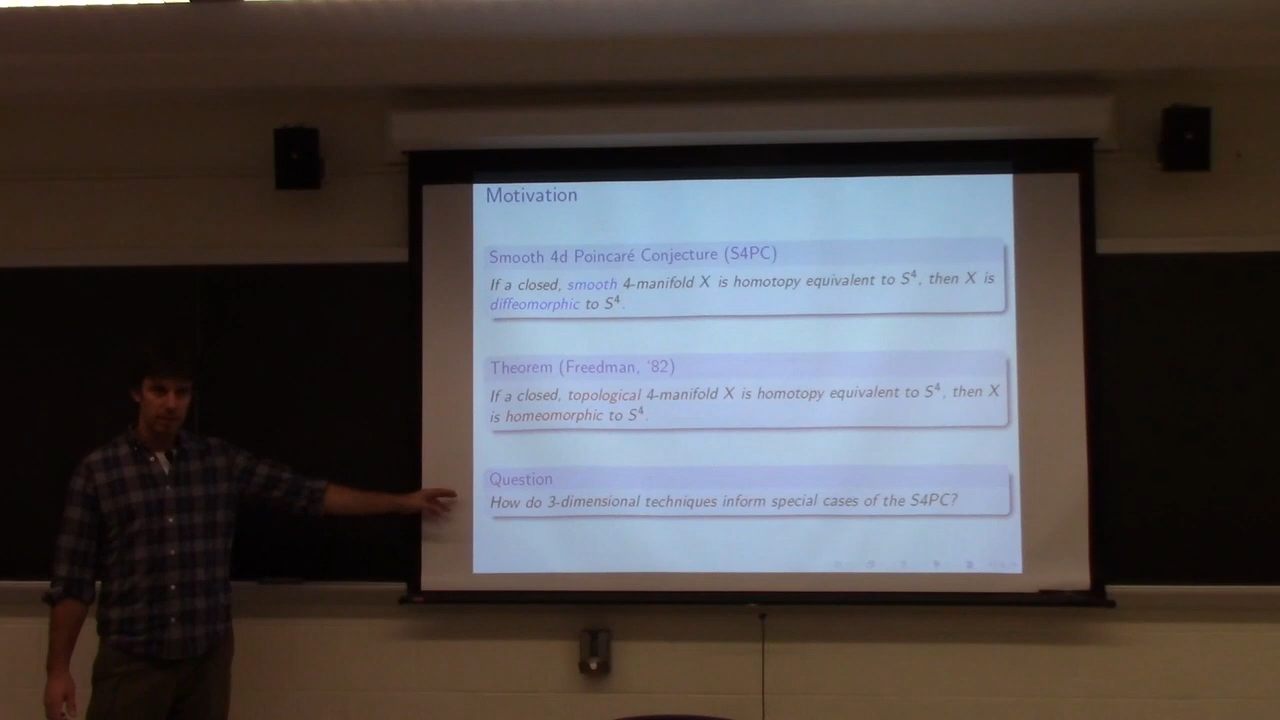 Motivation
Smooth 4d Poincaré Conjecture (S4PC)
If a closed, smooth 4-manifold X is homotopy equivalent to S⁴, then X is
diffeomorphic to S⁴.
Theorem (Freedman, ‘82)
If a closed, topological 4-manifold X is homotopy equivalent to S⁴, then X
is homeomorphic to S⁴.
Question
How do 3-dimensional techniques inform special cases of the S4PC?